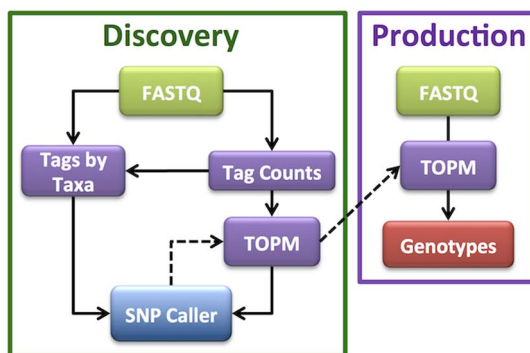 Discovery
FASTQ
Tags by
Taxa
Tag Counts
TOPM
SNP Caller
Production
FASTQ
TOPM
Genotypes